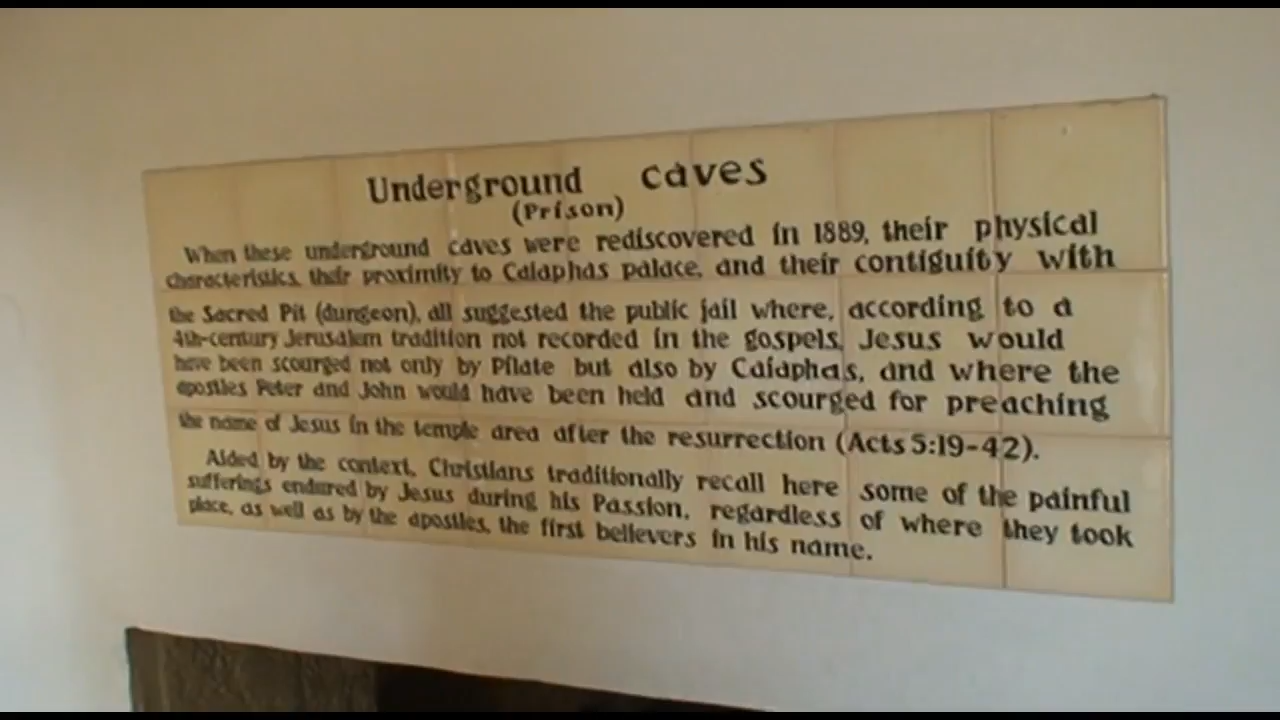 Underground caves
(Prison)
When these underground caves were rediscovered in 1889, their physical
characteristics, their proximity to Caiaphas palace, and their contiguity with
the Sacred Pit (dungeon), all suggested the public jail where, according to a
4th-century Jerusalem tradition not recorded in the gospels, Jesus would
have been scourged not only by Pilate but also by Caiaphas, and where the
apostles Peter and John would have been held and scourged for preaching
the name of Jesus in the temple area after the resurrection (Acts 5:19-42).
Aided by the context, Christians traditionally recall here some of the painful
sufferings endured by Jesus during his Passion, regardless of where they took
place, as well as by the apostles, the first believers in his name.